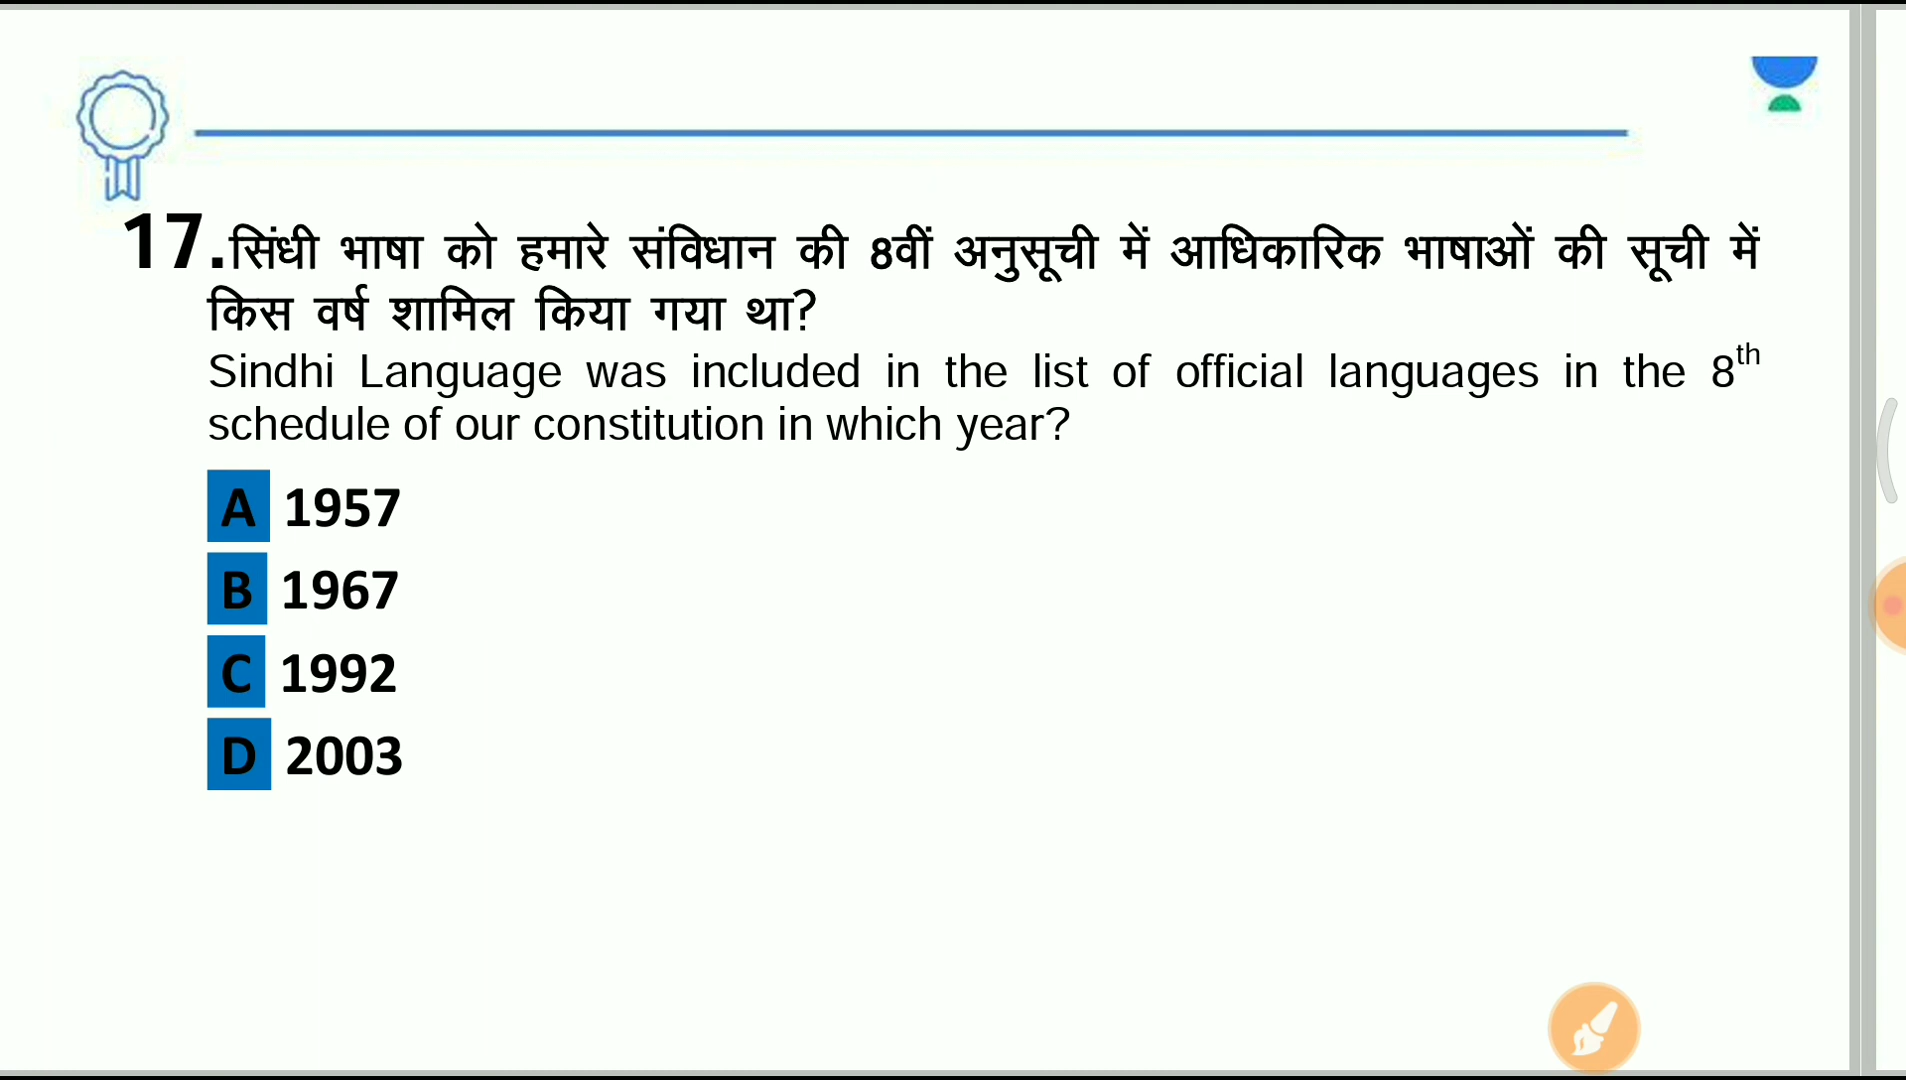 17.सिंधी भाषा को हमारे संविधान की 8वीं अनुसूची में आधिकारिक भाषाओं की सूची में
किस वर्ष शामिल किया गया था?
Sindhi Language was included in the list of official languages in the 8th
schedule of our constitution in which year?
A 1957
B 1967
C 1992
D 2003